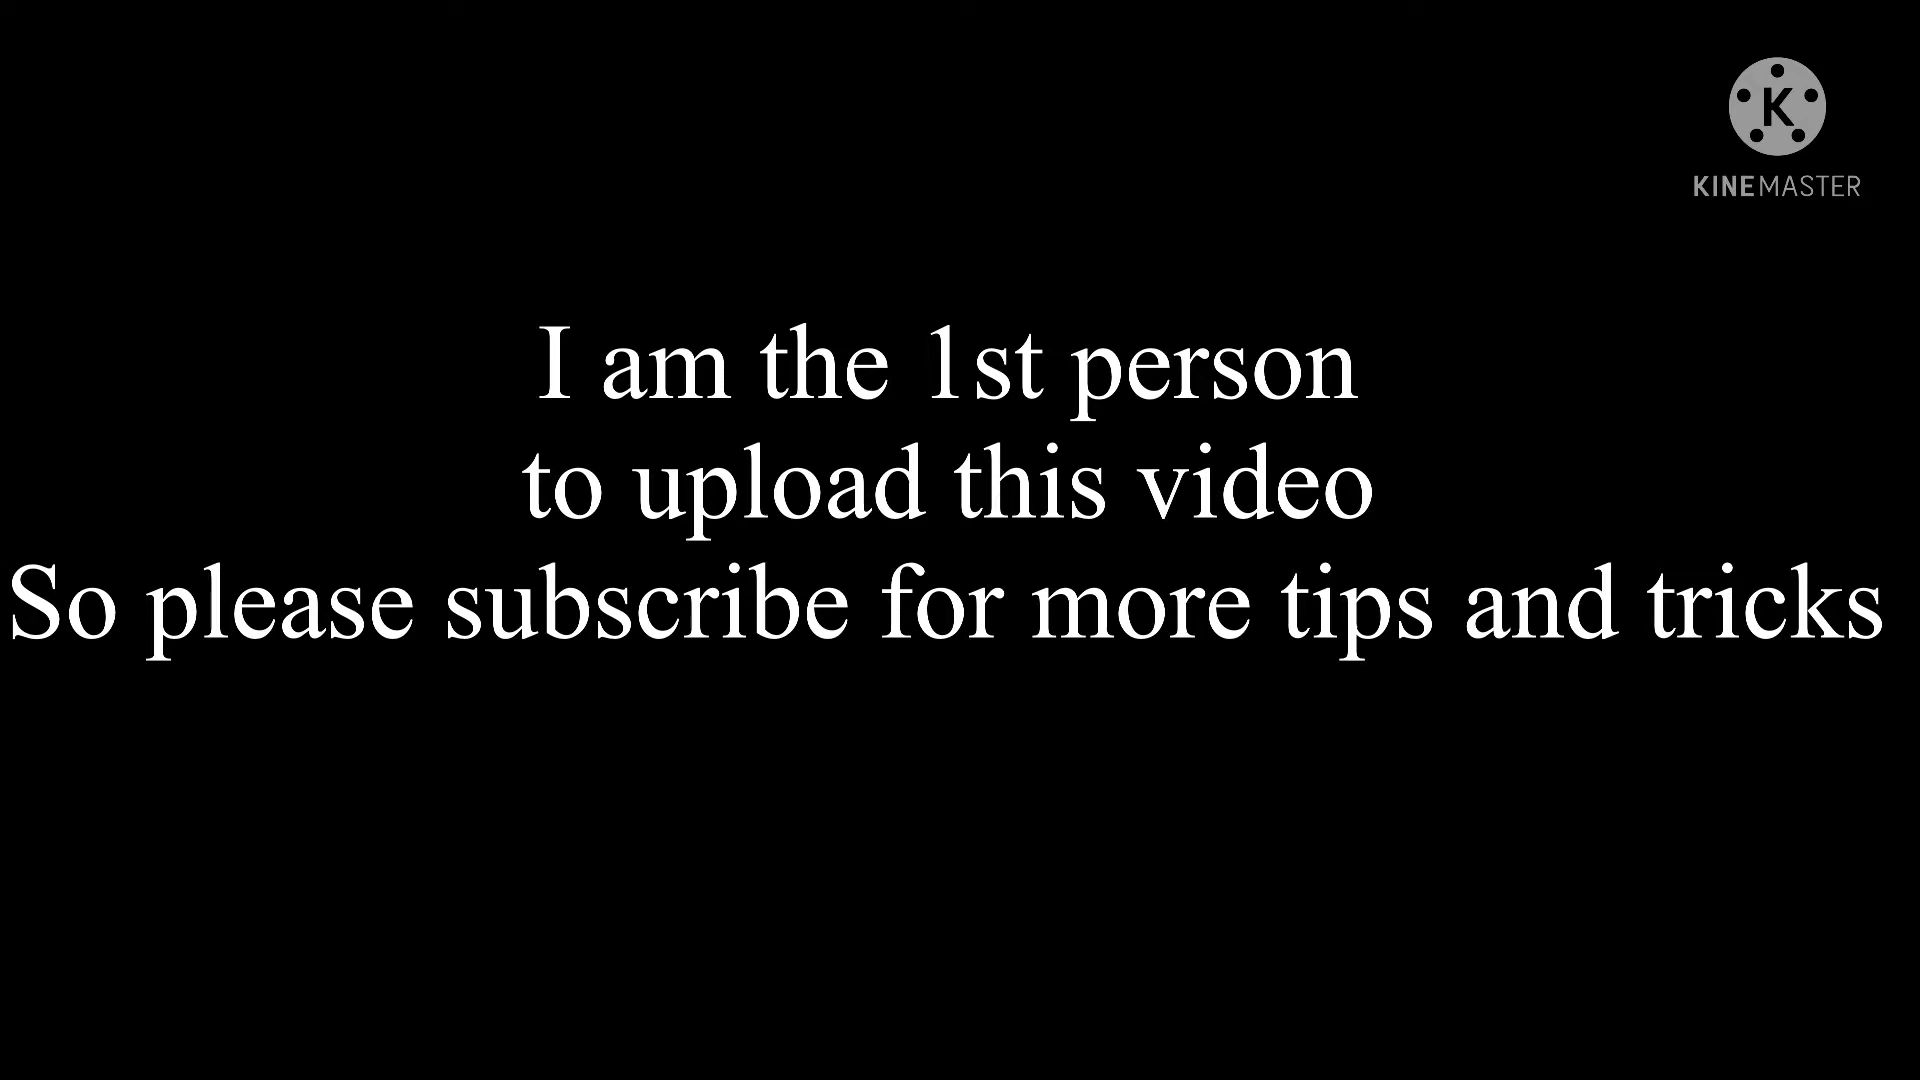 K
KINEMASTER
I am the 1st person
to upload this video
So please subscribe for more tips and tricks